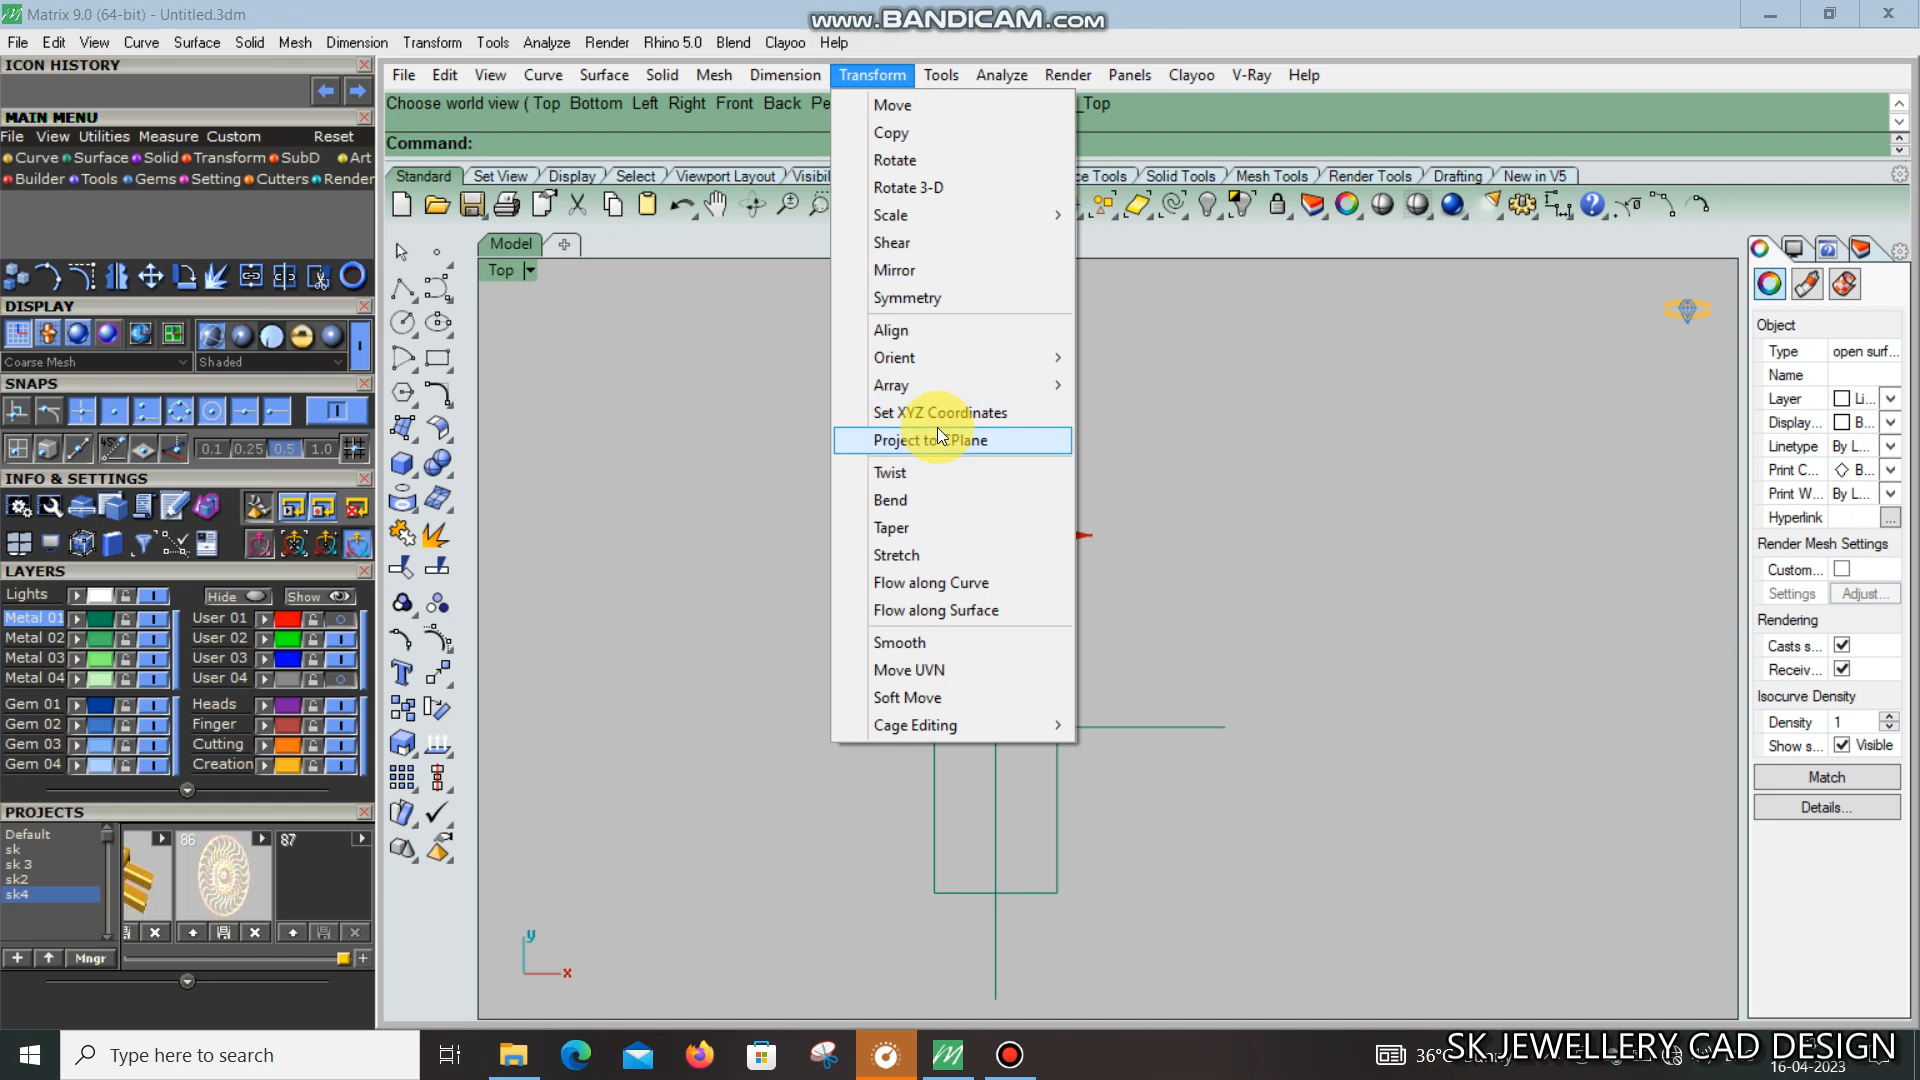 Matrix 9.0 (64-bit) - Untitled.3dm
www.BANDICAM.com
File Edit View Curve Surface Solid Mesh Dimension Transform Tools Analyze Render Rhino 5.0 Blend Clayoo Help
ICON HISTORY
MAIN MENU
File View Utilities Measure Custom Reset
Curve Surface Solid Transform SubD Art
Builder Tools Gems Setting Cutters Render
DISPLAY
Coarse Mesh Shaded
SNAPS
0.1 0.25 0.5 1.0
INFO & SETTINGS
LAYERS
Lights Hide Show
Metal 01 User 01
Metal 02 User 02
Metal 03 User 03
Metal 04 User 04
Gem 01 Heads
Gem 02 Finger
Gem 03 Cutting
Gem 04 Creation
PROJECTS
Default
sk
sk 3
sk2
sk4
86 87
Mngr
File Edit View Curve Surface Solid Mesh Dimension Transform Tools Analyze Render Panels Clayoo V-Ray Help
Choose world view ( Top Bottom Left Right Front Back Pe _Top
Command:
Standard Set View Display Select Viewport Layout Visibil ce Tools Solid Tools Mesh Tools Render Tools Drafting New in V5
Model
Top
Move
Copy
Rotate
Rotate 3-D
Scale
Shear
Mirror
Symmetry
Align
Orient
Array
Set XYZ Coordinates
Project to CPlane
Twist
Bend
Taper
Stretch
Flow along Curve
Flow along Surface
Smooth
Move UVN
Soft Move
Cage Editing
y
x
Object
Type open surf...
Name
Layer Li...
Display... B...
Linetype By L...
Print C... B...
Print W... By L...
Hyperlink ...
Render Mesh Settings
Custom...
Settings Adjust...
Rendering
Casts s...
Receiv...
Isocurve Density
Density 1
Show s... Visible
Match
Details...
Type here to search
36°C
SK JEWELLERY CAD DESIGN
16-04-2023